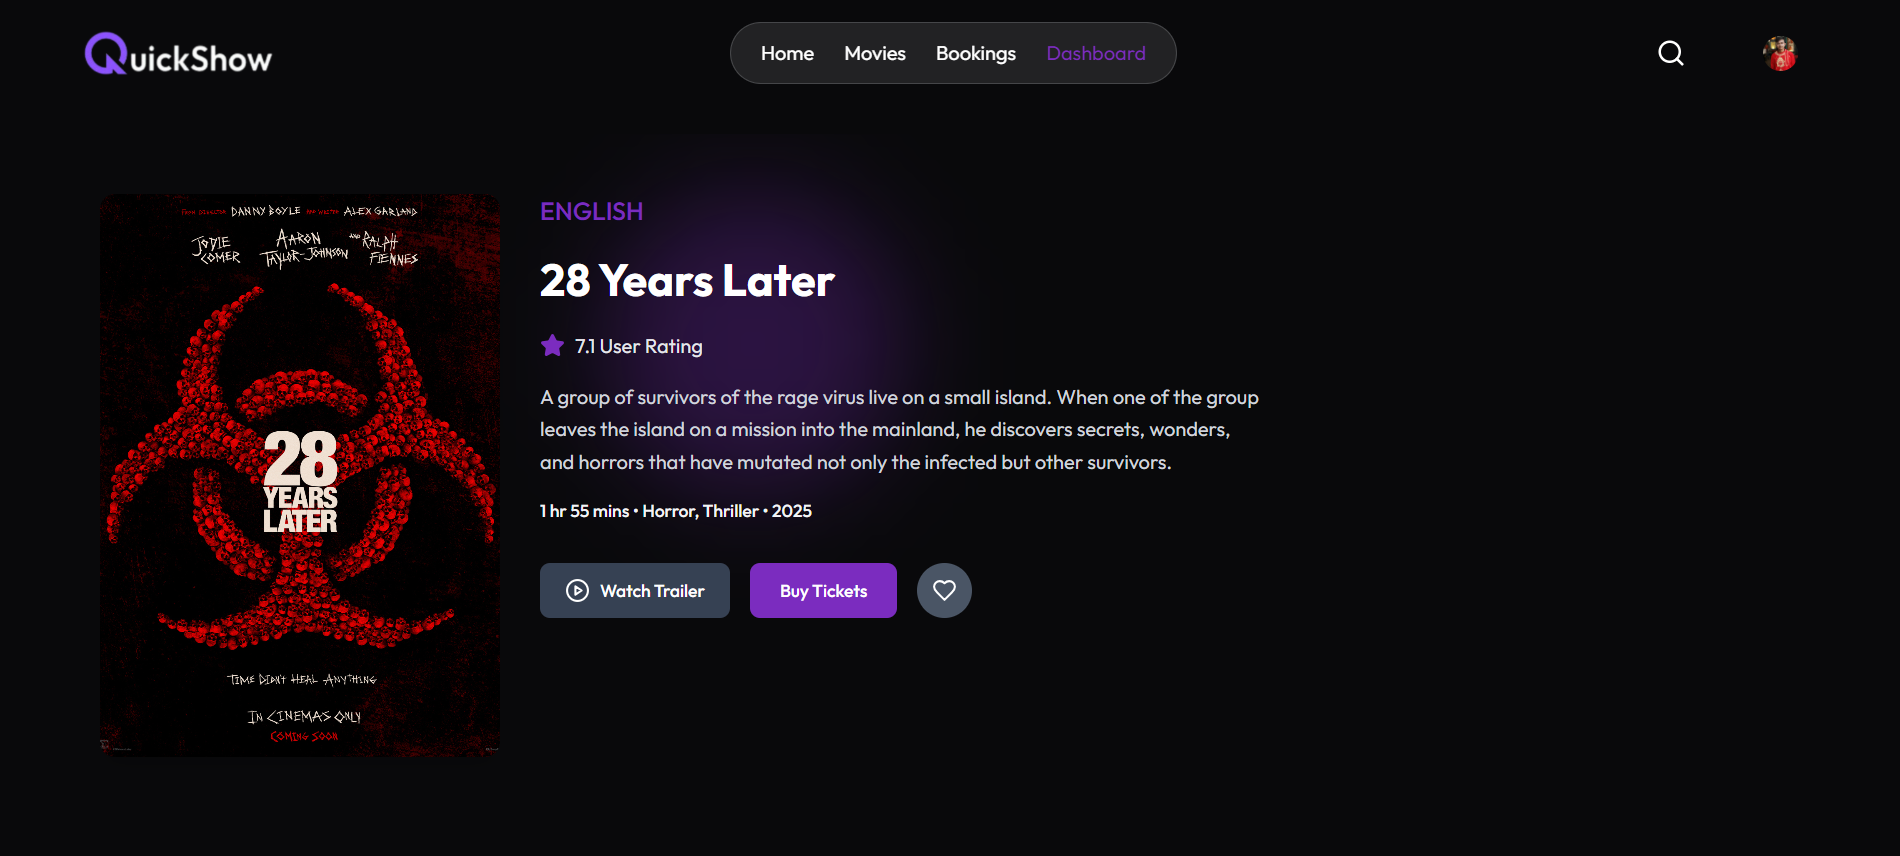 QuickShow
Home Movies Bookings Dashboard
DANNY BOYLE ALEX GARLAND
JODIE COMER
AARON TAYLOR-JOHNSON
AND RALPH FIENNES
28
YEARS
LATER
TIME DIDN'T HEAL ANYTHING
IN CINEMAS ONLY
COMING SOON
ENGLISH
28 Years Later
7.1 User Rating
A group of survivors of the rage virus live on a small island. When one of the group
leaves the island on a mission into the mainland, he discovers secrets, wonders,
and horrors that have mutated not only the infected but other survivors.
1 hr 55 mins • Horror, Thriller • 2025
Watch Trailer
Buy Tickets